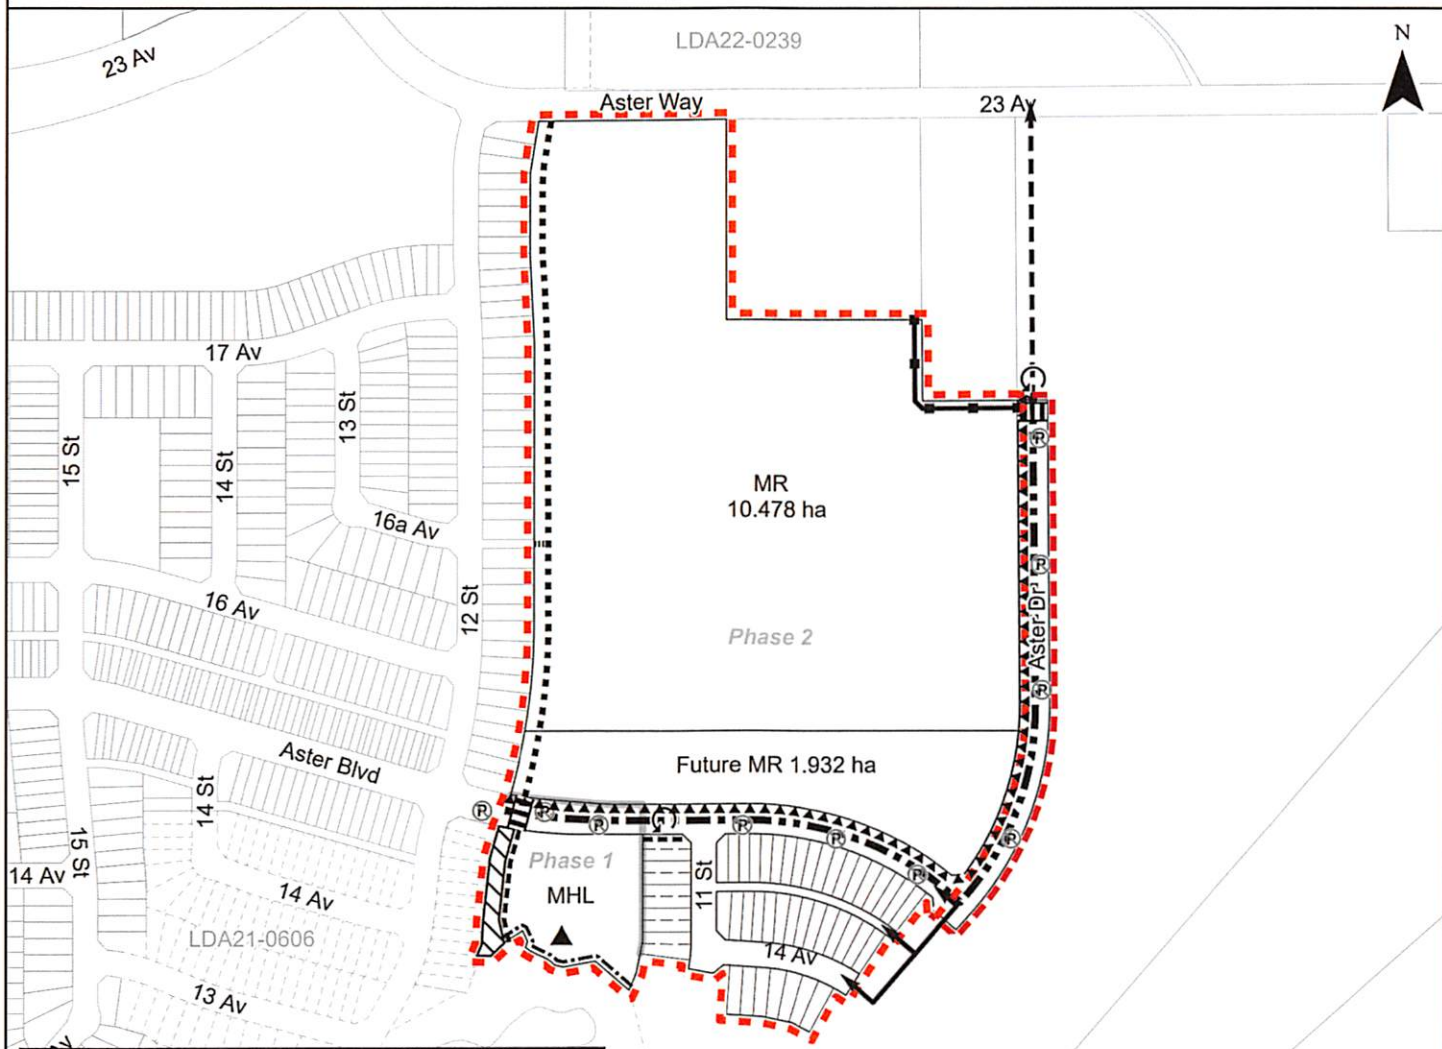 LDA22-0239
N
23 Av
Aster Way
23 Av
17 Av
13 St
15 St
14 St
16a Av
MR
10.478 ha
16 Av
12 St
Phase 2
Aster Dr
Aster Blvd
Future MR 1.932 ha
14 St
15 St
Phase 1
MHL
11 St
14 Av
14 Av
LDA21-0606
14 Av
13 Av
Av
R
R
R
R
R
R
R
R
R
R